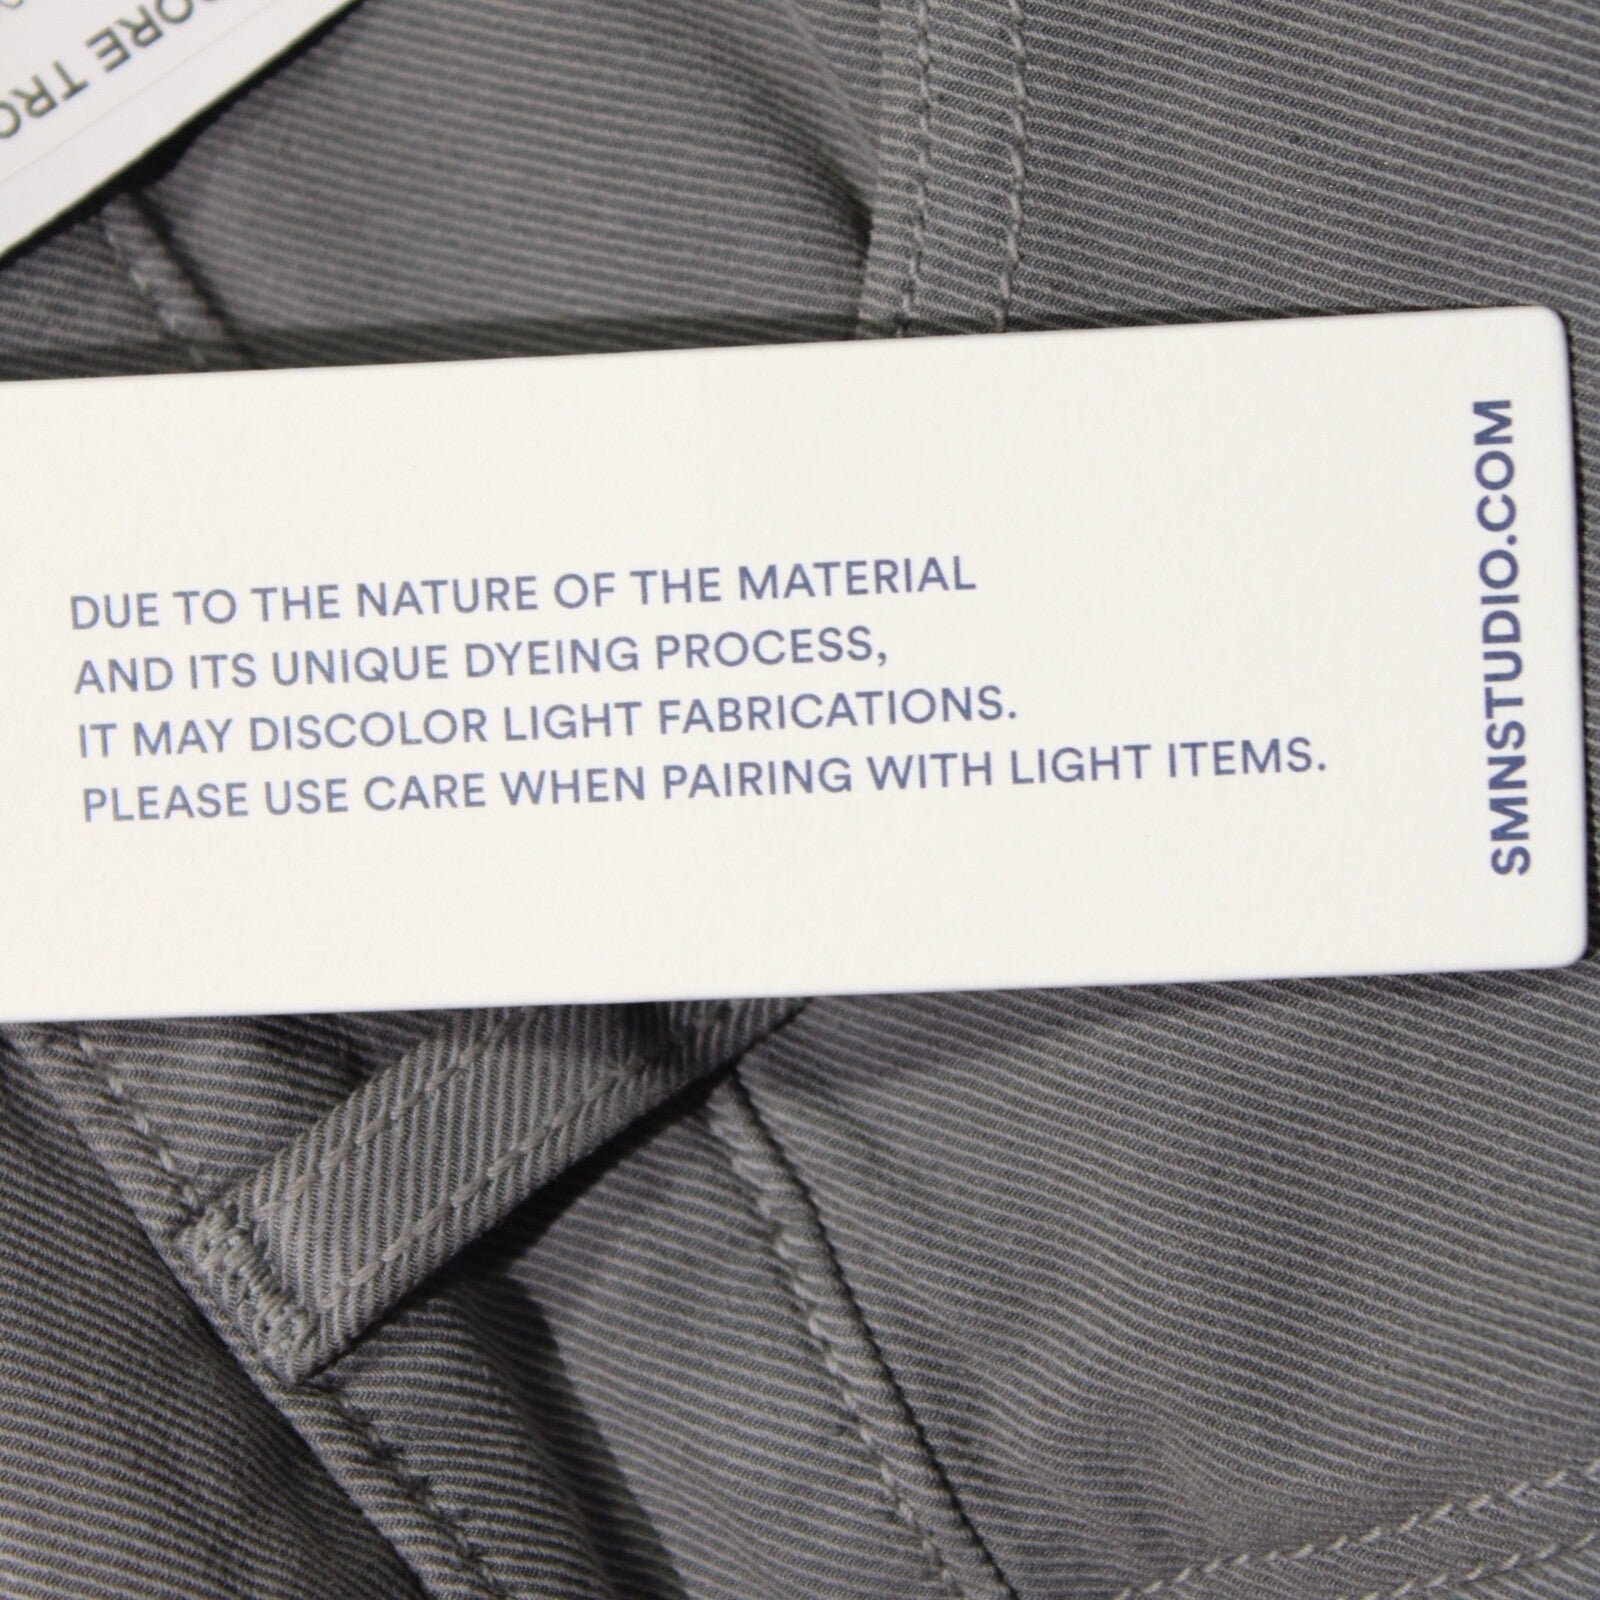 DUE TO THE NATURE OF THE MATERIAL
AND ITS UNIQUE DYEING PROCESS,
IT MAY DISCOLOR LIGHT FABRICATIONS.
PLEASE USE CARE WHEN PAIRING WITH LIGHT ITEMS.
SMNSTUDIO.COM